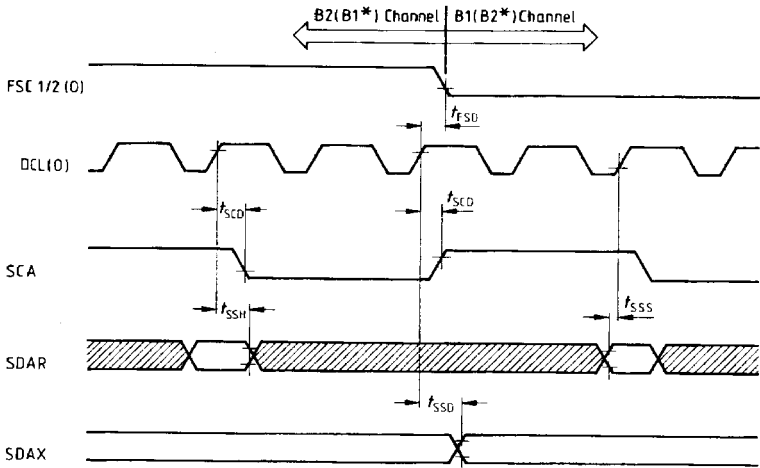 B2(B1*) Channel B1(B2*) Channel
FSC 1/2 (O)
tFSD
DCL(O)
tSCD tSCD
SCA
tSSH tSSS
SDAR
tSSD
SDAX